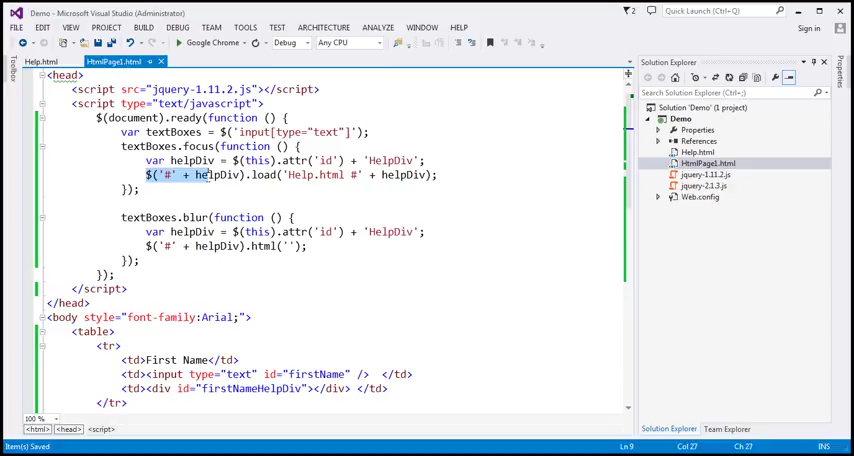 Demo - Microsoft Visual Studio (Administrator)
2
Quick Launch (Ctrl+Q)
FILE EDIT VIEW PROJECT BUILD DEBUG TEAM TOOLS TEST ARCHITECTURE ANALYZE WINDOW HELP
Sign in
Google Chrome Debug Any CPU
Toolbox
Help.html HtmlPage1.html
<head>
<script src="jquery-1.11.2.js"></script>
<script type="text/javascript">
$(document).ready(function () {
var textBoxes = $('input[type="text"]');
textBoxes.focus(function () {
var helpDiv = $(this).attr('id') + 'HelpDiv';
$('#' + helpDiv).load('Help.html #' + helpDiv);
});
textBoxes.blur(function () {
var helpDiv = $(this).attr('id') + 'HelpDiv';
$('#' + helpDiv).html('');
});
});
</script>
</head>
<body style="font-family:Arial;">
<table>
<tr>
<td>First Name</td>
<td><input type="text" id="firstName" /> </td>
<td><div id="firstNameHelpDiv"></div> </td>
</tr>
100 %
<html> <head> <script>
Solution Explorer
Search Solution Explorer (Ctrl+;)
Solution 'Demo' (1 project)
Demo
Properties
References
Help.html
HtmlPage1.html
jquery-1.11.2.js
jquery-2.1.3.js
Web.config
Solution Explorer Team Explorer
Properties
Item(s) Saved Ln 9 Col 27 Ch 27 INS